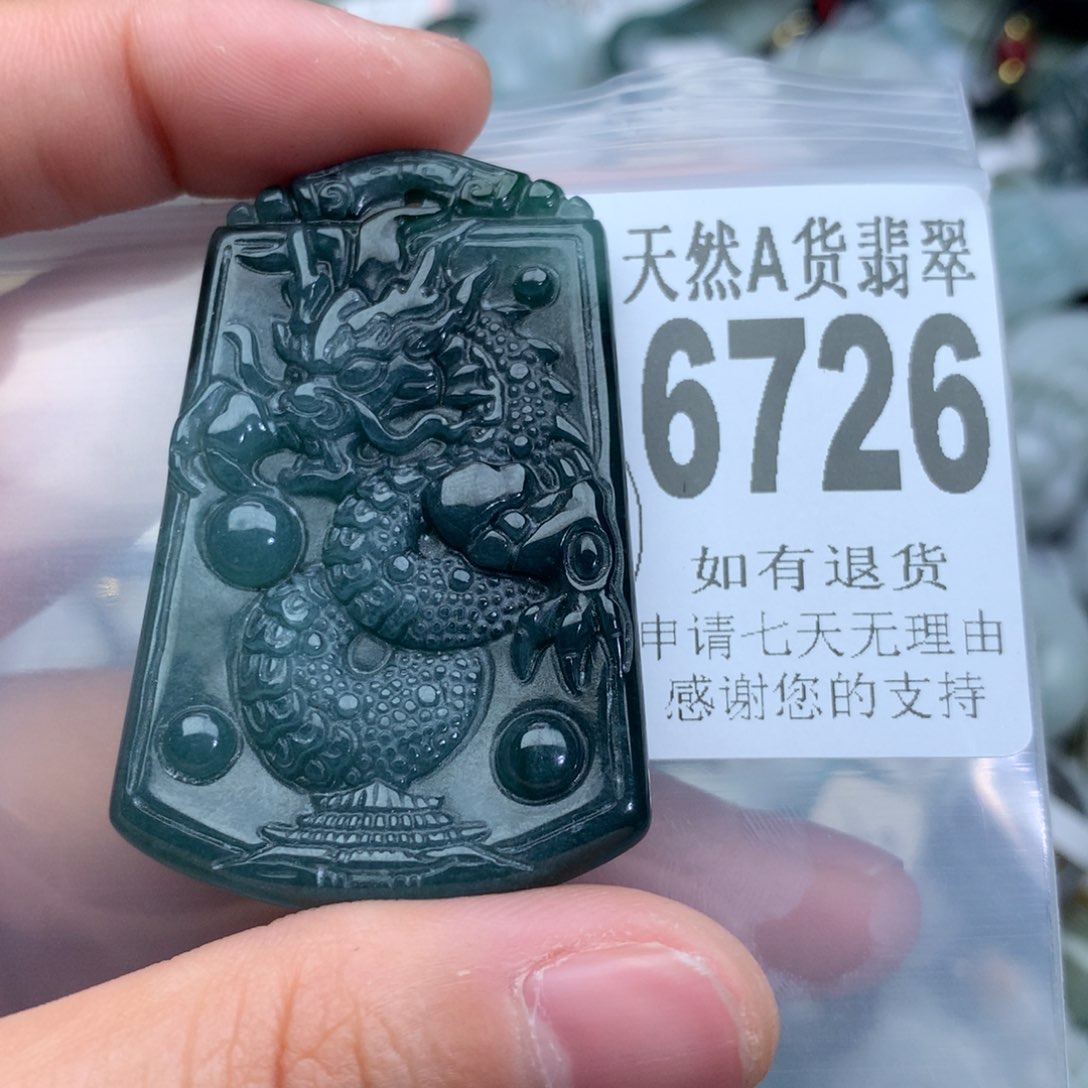 天然A货翡翠
6726
如有退货
申请七天无理由
感谢您的支持